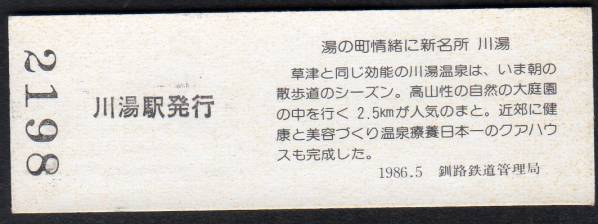 2198
川湯駅発行
湯の町情緒に新名所 川湯
草津と同じ効能の川湯温泉は、いま朝の
散歩道のシーズン。高山性の自然の大庭園
の中を行く 2.5kmが人気のまと。近郊に健
康と美容づくり温泉療養日本一のクアハウ
スも完成した。
1986.5 釧路鉄道管理局